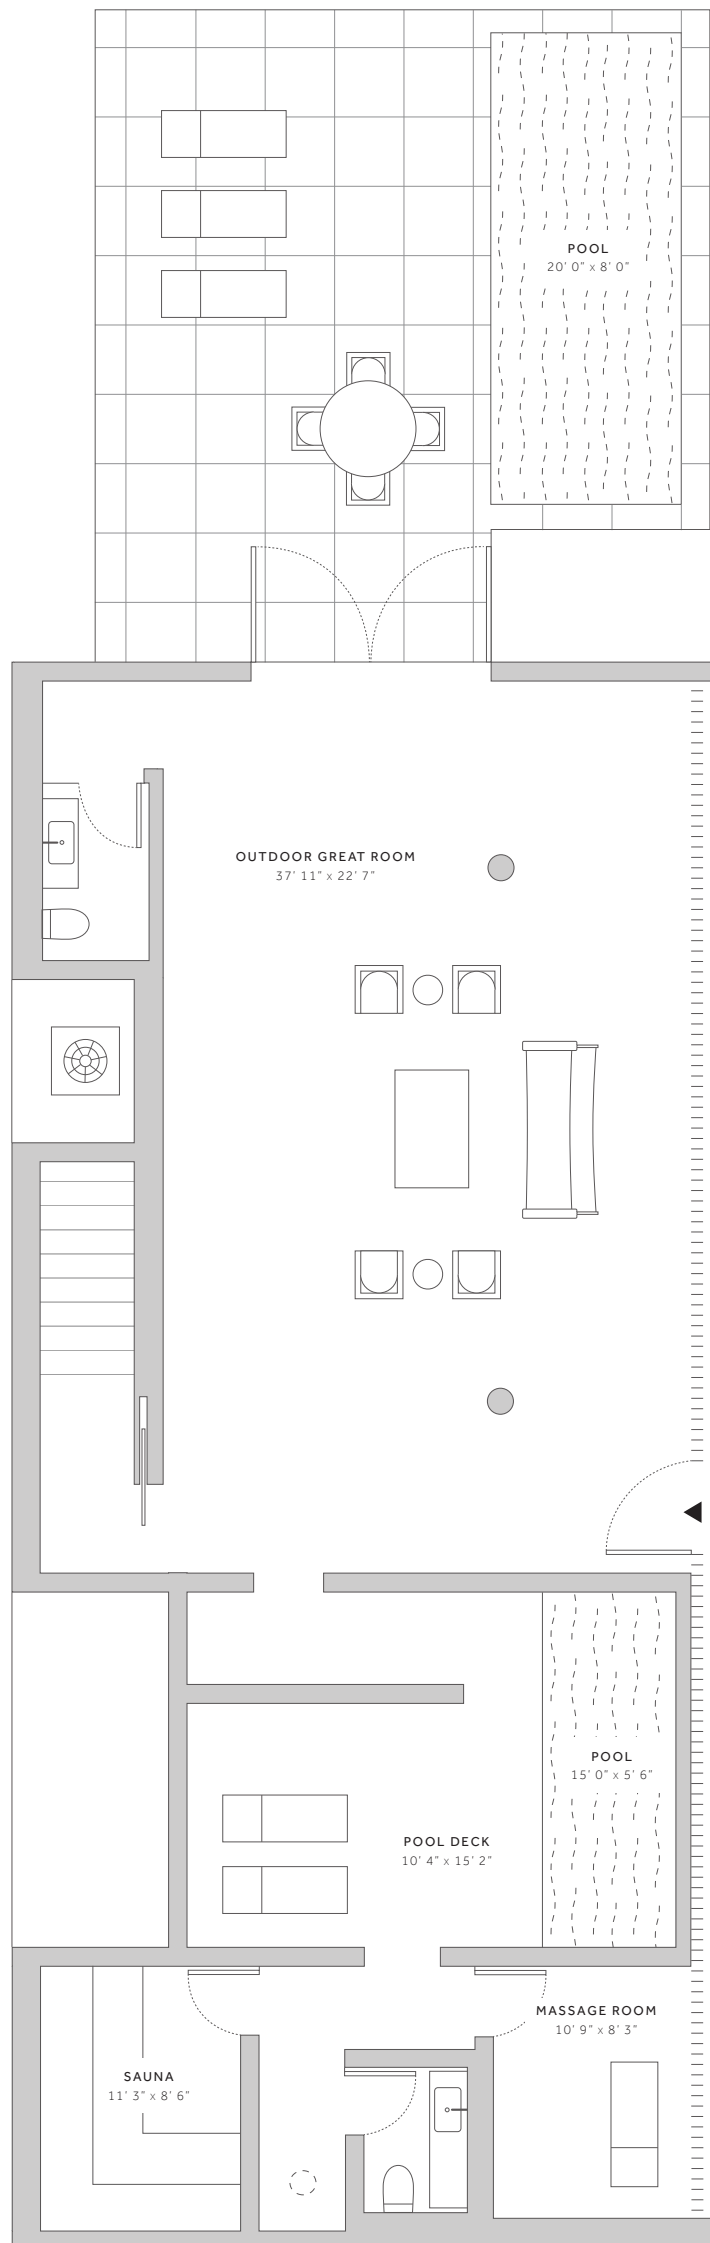 POOL
20’ 0” x 8’ 0”
OUTDOOR GREAT ROOM
37’ 11” x 22’ 7”
POOL
15’ 0” x 5’ 6”
POOL DECK
10’ 4” x 15’ 2”
MASSAGE ROOM
10’ 9” x 8’ 3”
SAUNA
11’ 3” x 8’ 6”